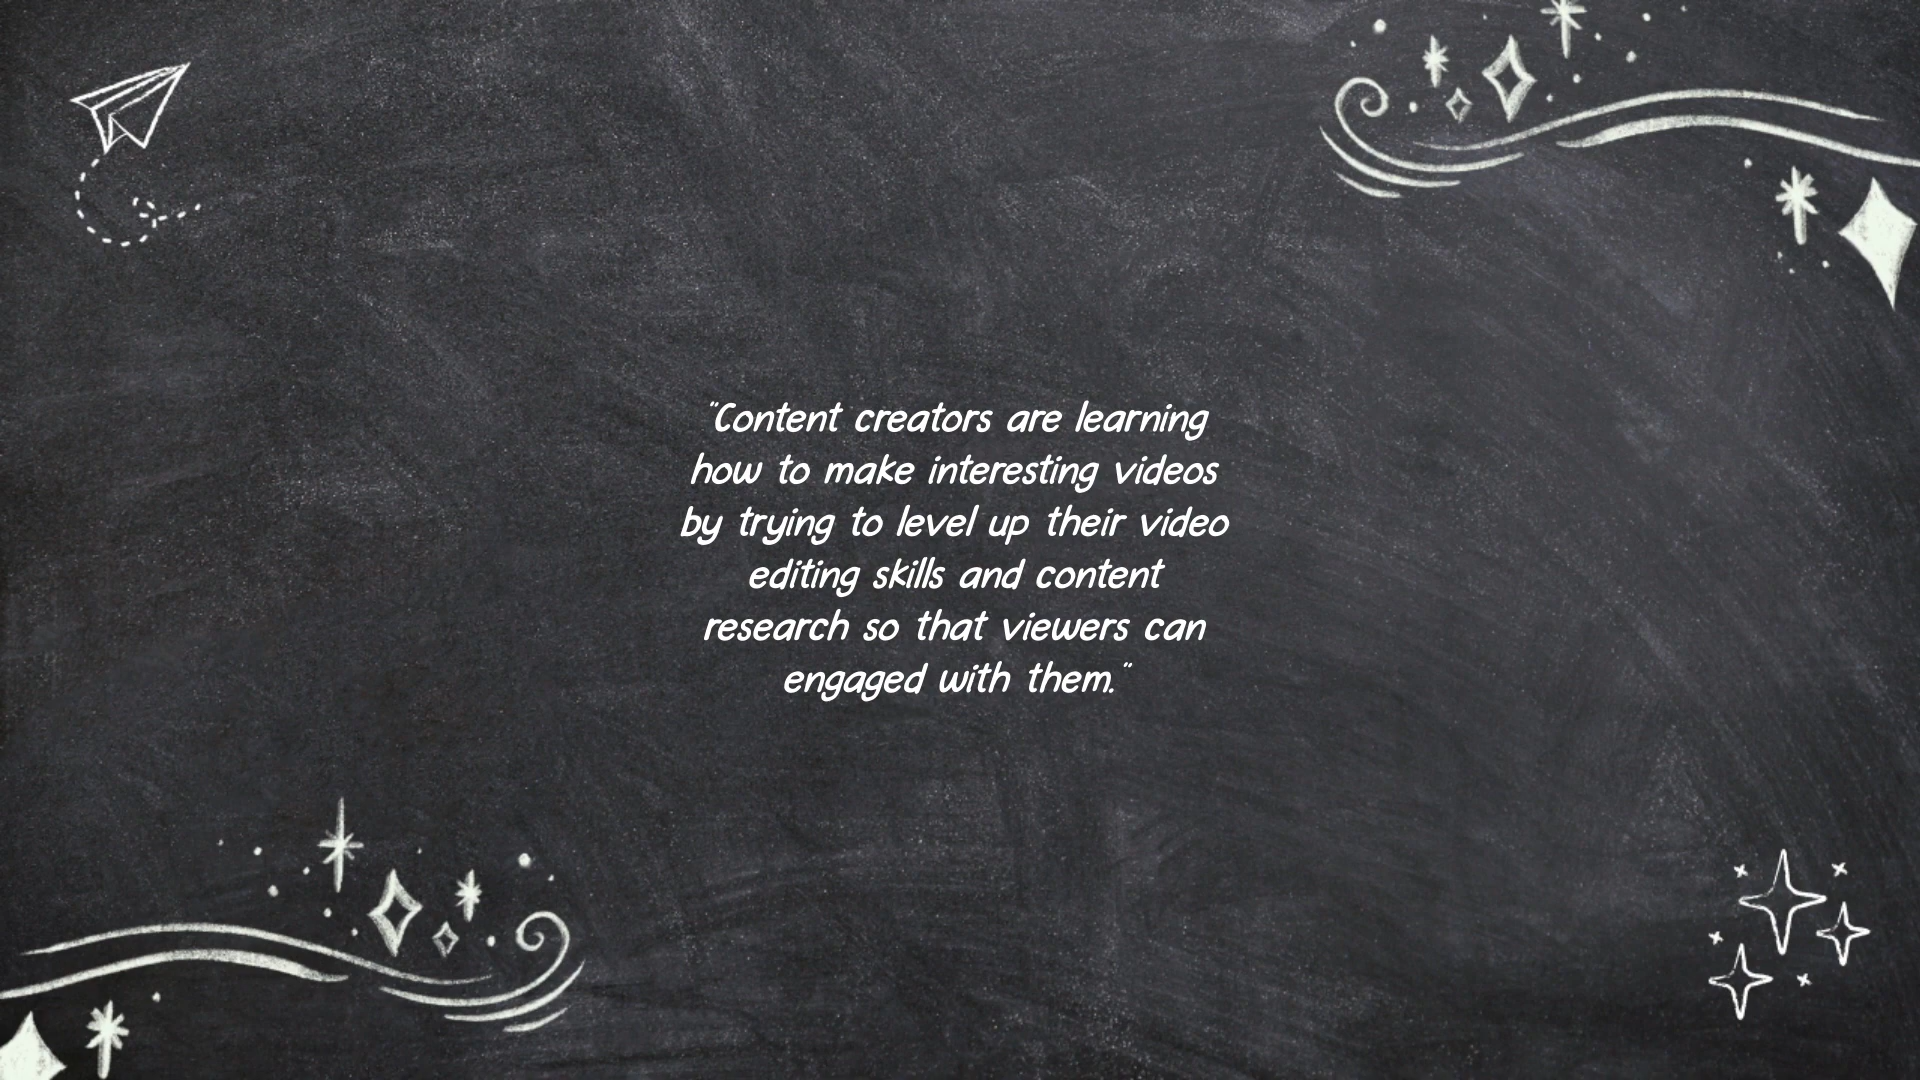 "Content creators are learning
how to make interesting videos
by trying to level up their video
editing skills and content
research so that viewers can
engaged with them."